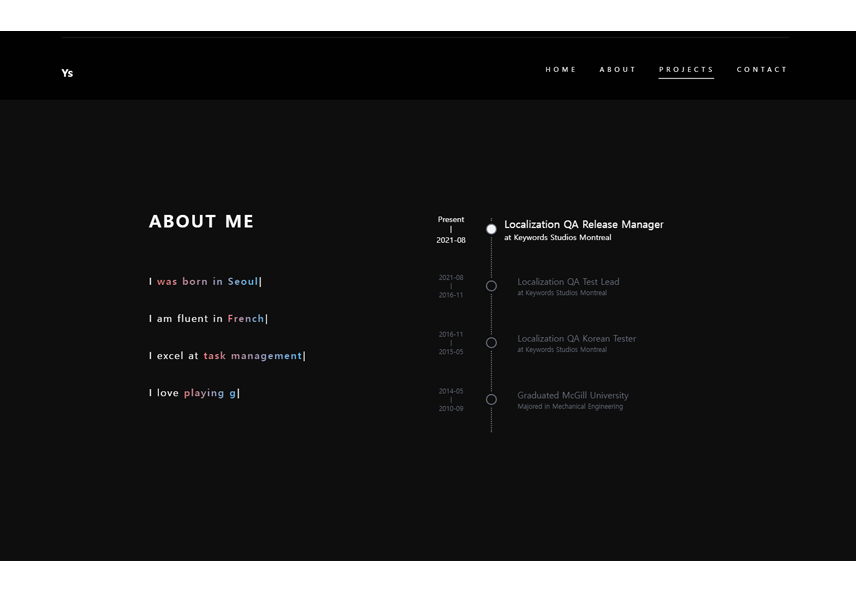 Ys
HOME ABOUT PROJECTS CONTACT
ABOUT ME
I was born in Seoul|
I am fluent in French|
I excel at task management|
I love playing g|
Present
|
2021-08
Localization QA Release Manager
at Keywords Studios Montreal
2021-08
|
2016-11
Localization QA Test Lead
at Keywords Studios Montreal
2016-11
|
2015-05
Localization QA Korean Tester
at Keywords Studios Montreal
2014-05
|
2010-09
Graduated McGill University
Majored in Mechanical Engineering